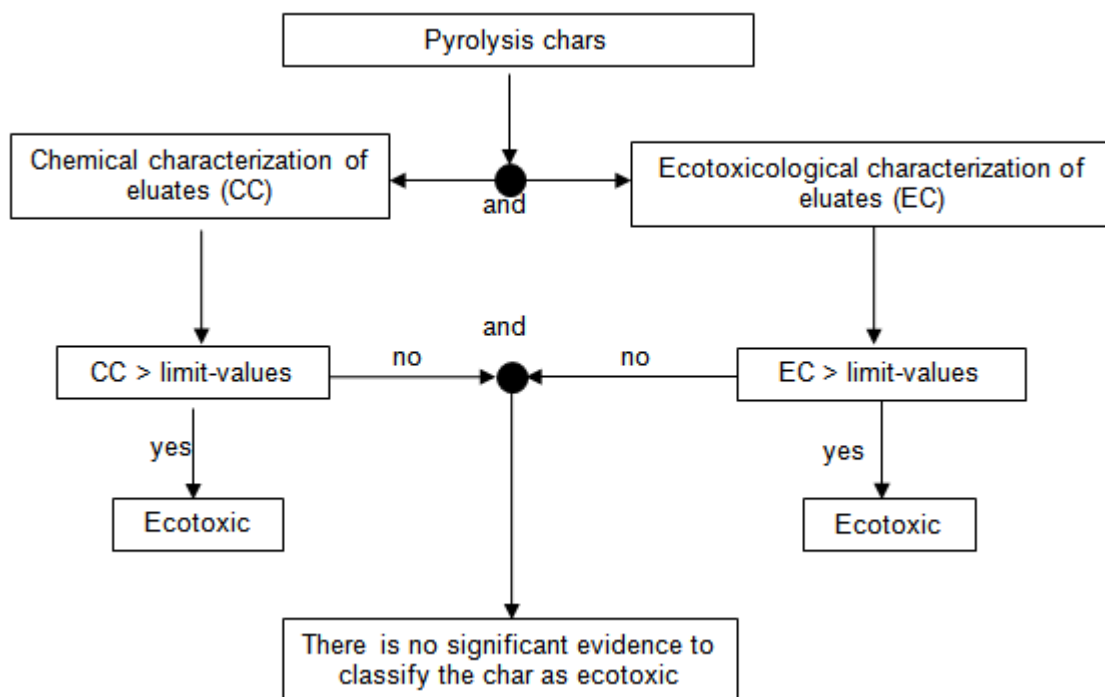 Pyrolysis chars
Chemical characterization of
eluates (CC)
and
Ecotoxicological characterization of
eluates (EC)
and
CC > limit-values
no
no
EC > limit-values
yes
yes
Ecotoxic
Ecotoxic
There is no significant evidence to
classify the char as ecotoxic